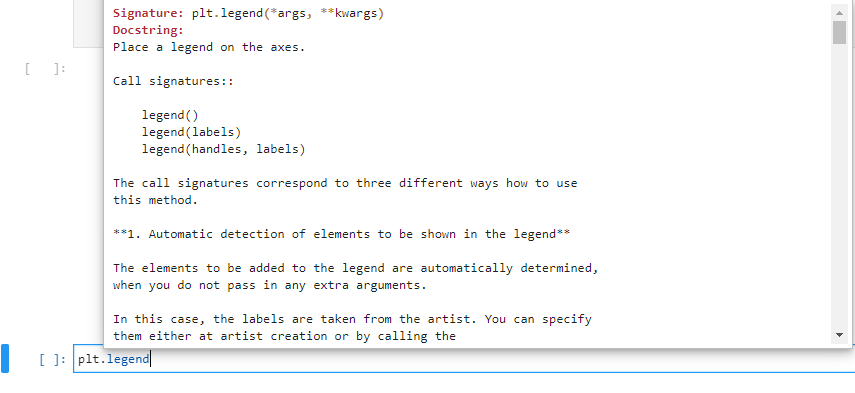 Signature: plt.legend(*args, **kwargs)
Docstring:
Place a legend on the axes.
[ ]:
Call signatures::
legend()
legend(labels)
legend(handles, labels)
The call signatures correspond to three different ways how to use
this method.
**1. Automatic detection of elements to be shown in the legend**
The elements to be added to the legend are automatically determined,
when you do not pass in any extra arguments.
In this case, the labels are taken from the artist. You can specify
them either at artist creation or by calling the
[ ]: plt.legend